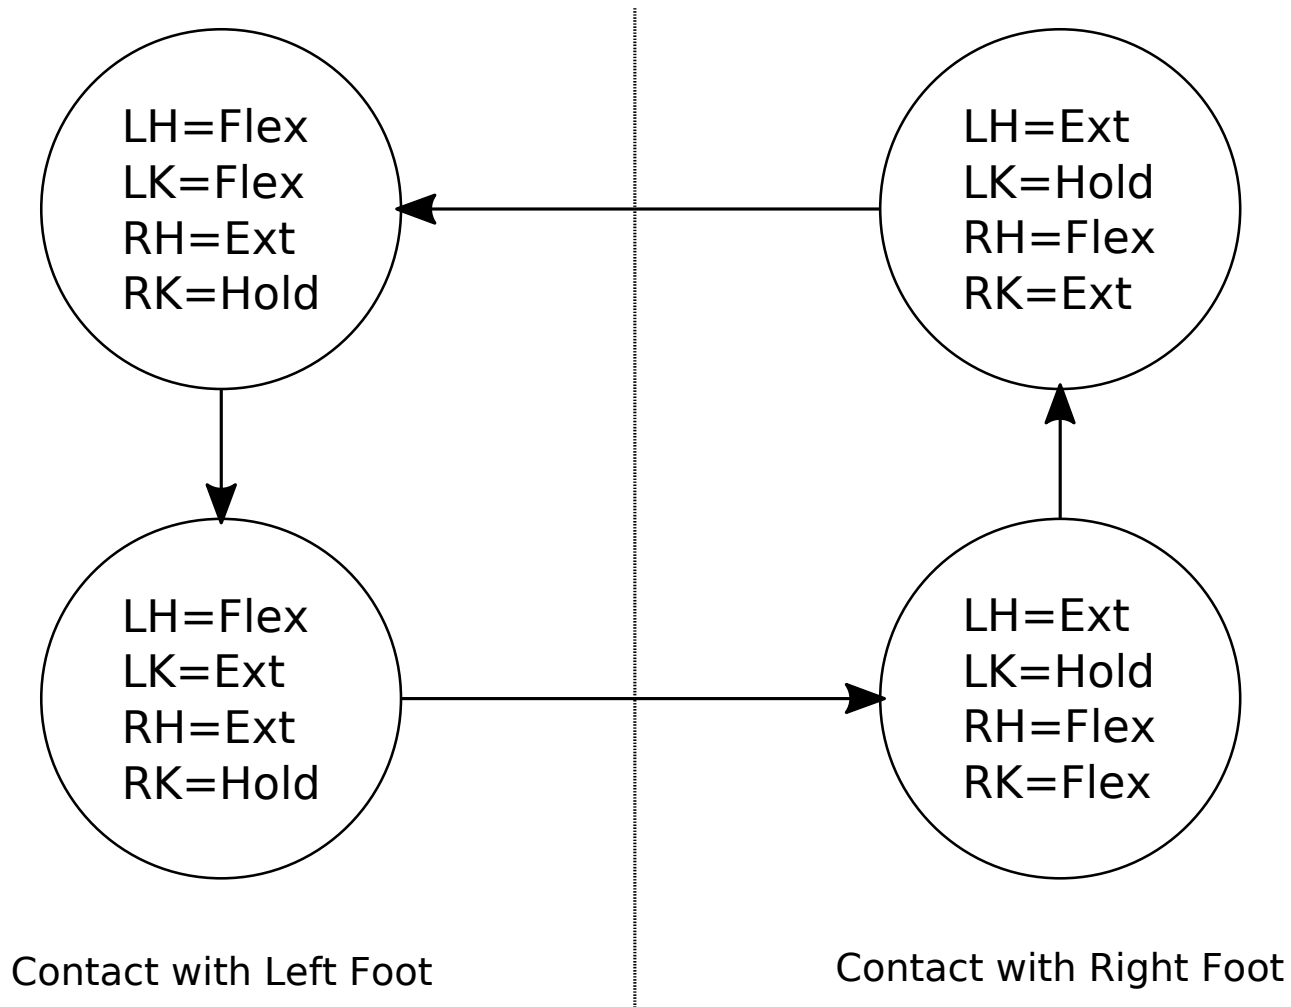 LH=Flex
LK=Flex
RH=Ext
RK=Hold
LH=Ext
LK=Hold
RH=Flex
RK=Ext
LH=Flex
LK=Ext
RH=Ext
RK=Hold
LH=Ext
LK=Hold
RH=Flex
RK=Flex
Contact with Left Foot
Contact with Right Foot